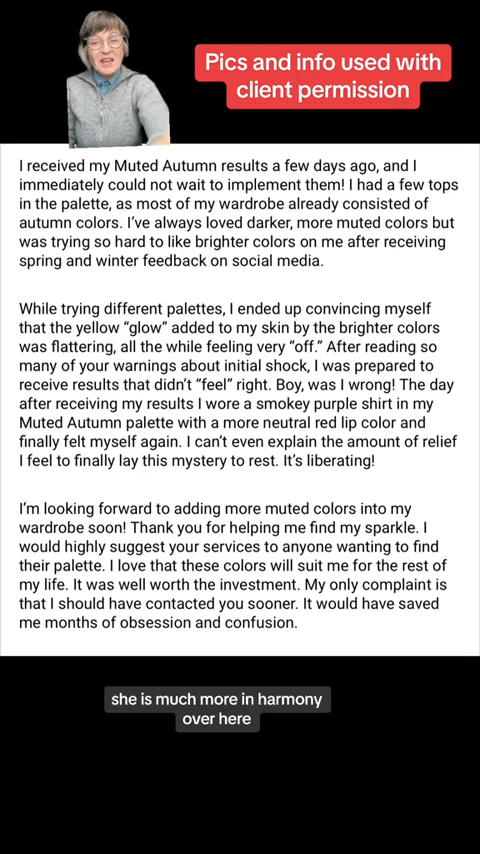 Pics and info used with
client permission
I received my Muted Autumn results a few days ago, and I
immediately could not wait to implement them! I had a few tops
in the palette, as most of my wardrobe already consisted of
autumn colors. I've always loved darker, more muted colors but
was trying so hard to like brighter colors on me after receiving
spring and winter feedback on social media.
While trying different palettes, I ended up convincing myself
that the yellow “glow” added to my skin by the brighter colors
was flattering, all the while feeling very “off.” After reading so
many of your warnings about initial shock, I was prepared to
receive results that didn't “feel” right. Boy, was I wrong! The day
after receiving my results I wore a smokey purple shirt in my
Muted Autumn palette with a more neutral red lip color and
finally felt myself again. I can't even explain the amount of relief
I feel to finally lay this mystery to rest. It's liberating!
I'm looking forward to adding more muted colors into my
wardrobe soon! Thank you for helping me find my sparkle. I
would highly suggest your services to anyone wanting to find
their palette. I love that these colors will suit me for the rest of
my life. It was well worth the investment. My only complaint is
that I should have contacted you sooner. It would have saved
me months of obsession and confusion.
she is much more in harmony
over here